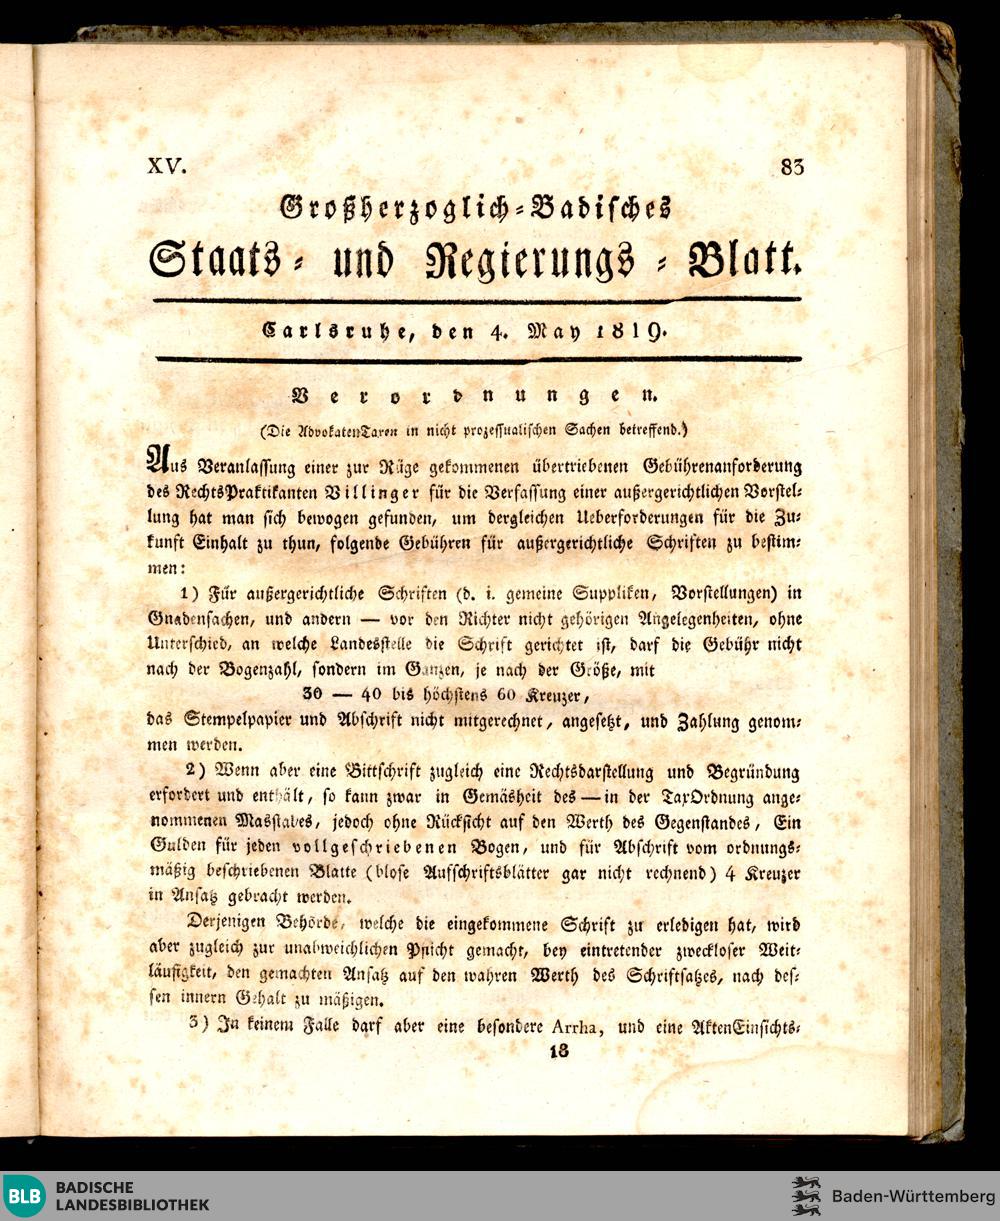 XV. 83
Großherzoglich-Badisches
Staats- und Regierungs-Blatt.
Carlsruhe, den 4. May 1819.
Verordnungen.
(Die AdvokatenTaxen in nicht prozessualischen Sachen betreffend.)
Aus Veranlassung einer zur Rüge gekommenen übertriebenen Gebührenanforderung
des RechtsPraktikanten Villinger für die Verfassung einer außergerichtlichen Vorstel-
lung hat man sich bewogen gefunden, um dergleichen Ueberforderungen für die Zu-
kunft Einhalt zu thun, folgende Gebühren für außergerichtliche Schriften zu bestim-
men:
1) Für außergerichtliche Schriften (d. i. gemeine Suppliken, Vorstellungen) in
Gnadensachen, und andern — vor den Richter nicht gehörigen Angelegenheiten, ohne
Unterschied, an welche Landesstelle die Schrift gerichtet ist, darf die Gebühr nicht
nach der Bogenzahl, sondern im Ganzen, je nach der Größe, mit
30 — 40 bis höchstens 60 Kreuzer,
das Stempelpapier und Abschrift nicht mitgerechnet, angesetzt, und Zahlung genom-
men werden.
2) Wenn aber eine Bittschrift zugleich eine Rechtsdarstellung und Begründung
erfordert und enthält, so kann zwar in Gemäsheit des — in der TaxOrdnung ange-
nommenen Masstabes, jedoch ohne Rücksicht auf den Werth des Gegenstandes, Ein
Gulden für jeden vollgeschriebenen Bogen, und für Abschrift vom ordnungs-
mäßig beschriebenen Blatte (blose Aufschriftsblätter gar nicht rechnend) 4 Kreuzer
in Ansatz gebracht werden.
Derjenigen Behörde, welche die eingekommene Schrift zu erledigen hat, wird
aber zugleich zur unabweichlichen Pflicht gemacht, bey eintretender zweckloser Weit-
läufigkeit, den gemachten Ansatz auf den wahren Werth des Schriftsatzes, nach des-
sen innern Gehalt zu mäßigen.
3) In keinem Falle darf aber eine besondere Arrha, und eine AktenEinsichts-
18
BLB BADISCHE
LANDESBIBLIOTHEK
Baden-Württemberg